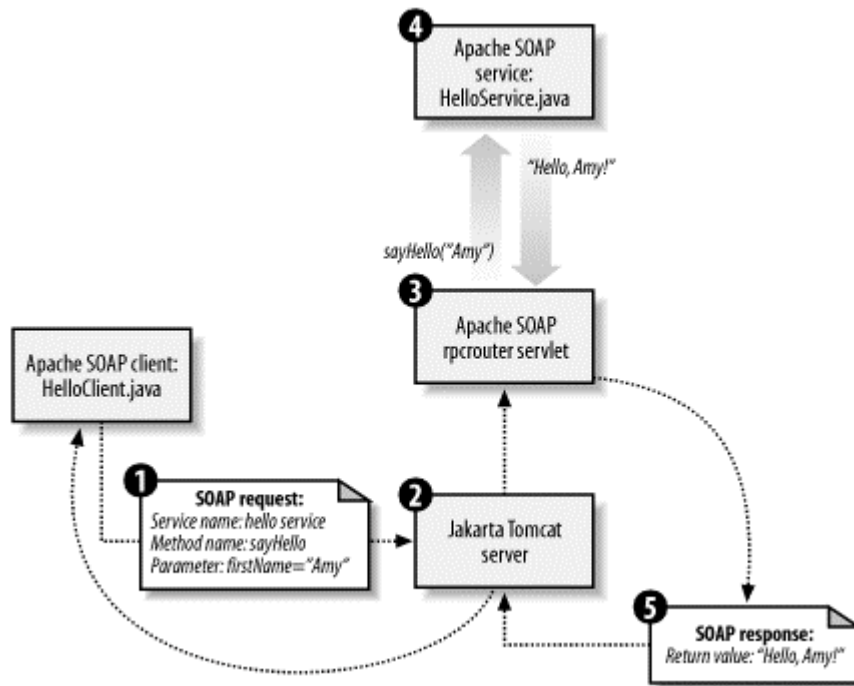 4
Apache SOAP
service:
HelloService.java
"Hello, Amy!"
sayHello("Amy")
3
Apache SOAP
rpcrouter servlet
Apache SOAP client:
HelloClient.java
1
SOAP request:
Service name: hello service
Method name: sayHello
Parameter: firstName="Amy"
2
Jakarta Tomcat
server
5
SOAP response:
Return value: "Hello, Amy!"